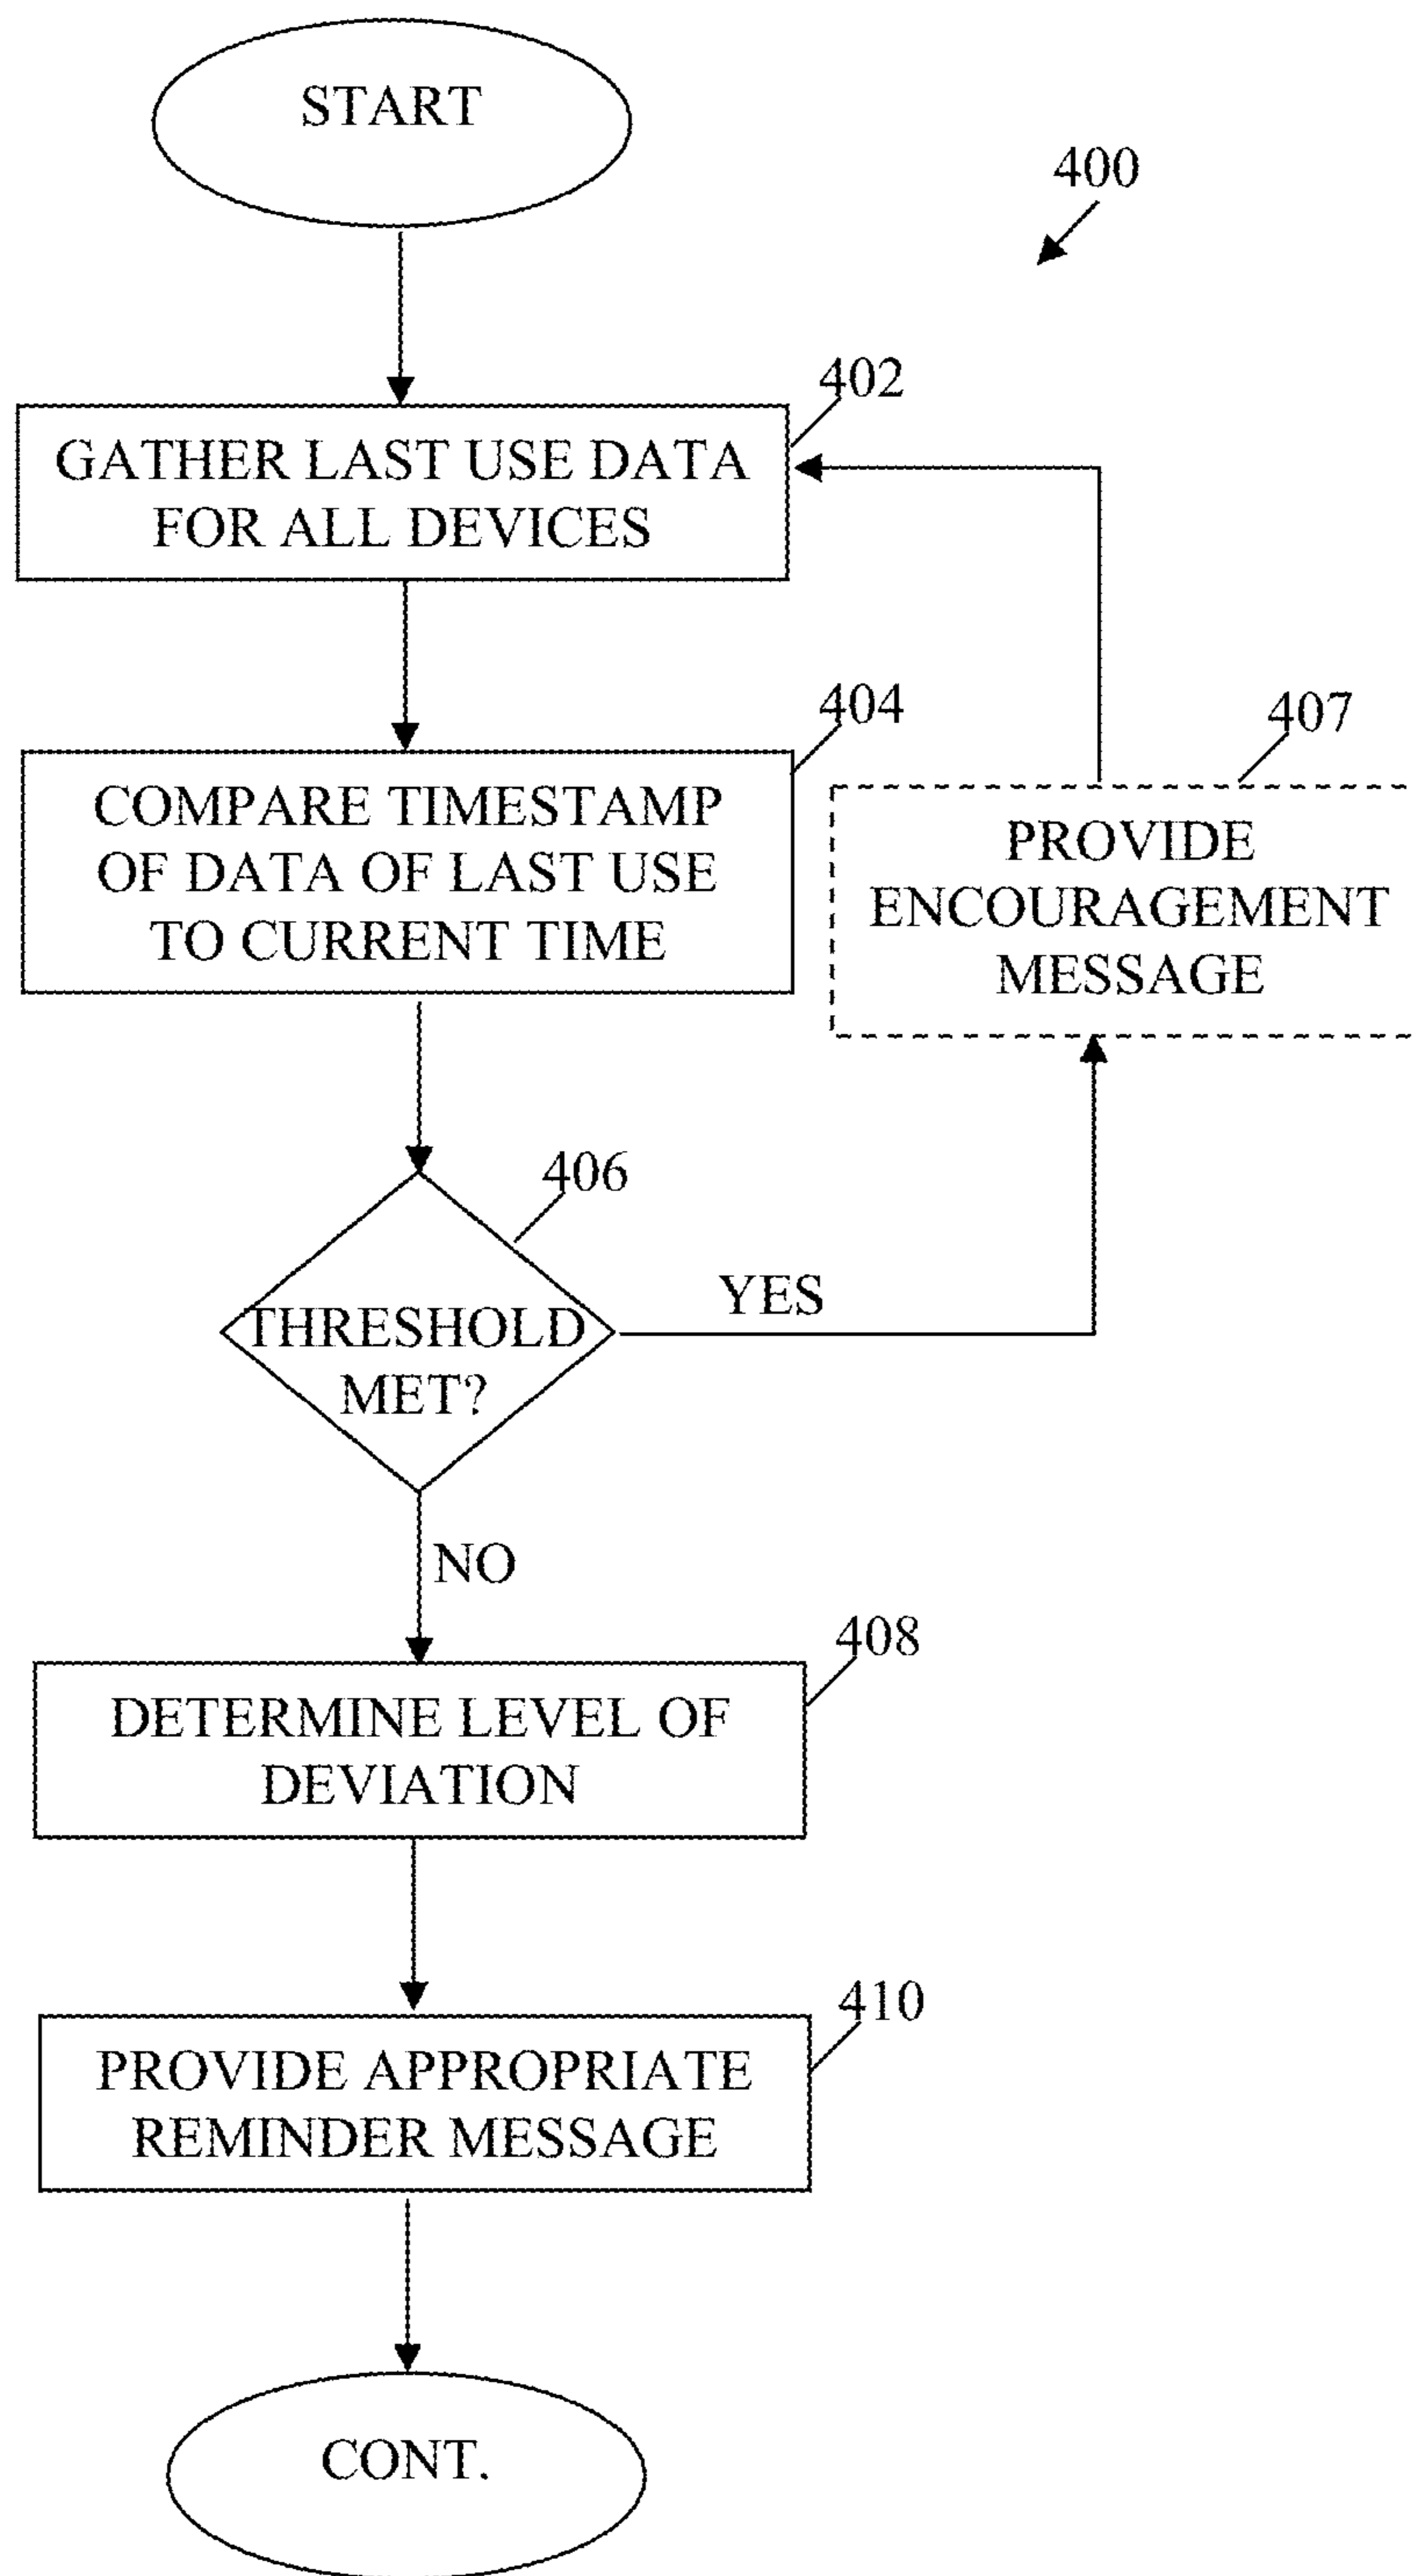 START
400
402
GATHER LAST USE DATA
FOR ALL DEVICES
404
COMPARE TIMESTAMP
OF DATA OF LAST USE
TO CURRENT TIME
407
PROVIDE
ENCOURAGEMENT
MESSAGE
406
THRESHOLD
MET?
YES
NO
408
DETERMINE LEVEL OF
DEVIATION
410
PROVIDE APPROPRIATE
REMINDER MESSAGE
CONT.